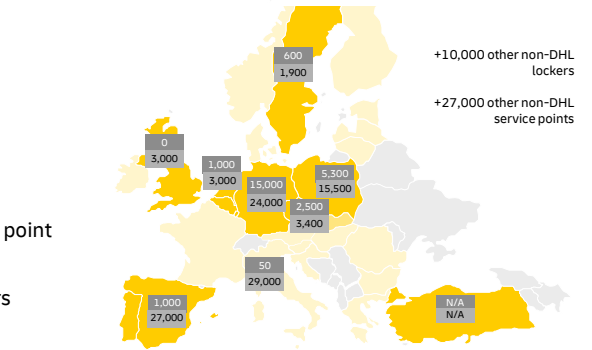 600
1,900
+10,000 other non-DHL
lockers
+27,000 other non-DHL
service points
0
3,000
1,000
3,000
15,000
24,000
5,300
15,500
2,500
3,400
point
50
29,000
1,000
27,000
N/A
N/A